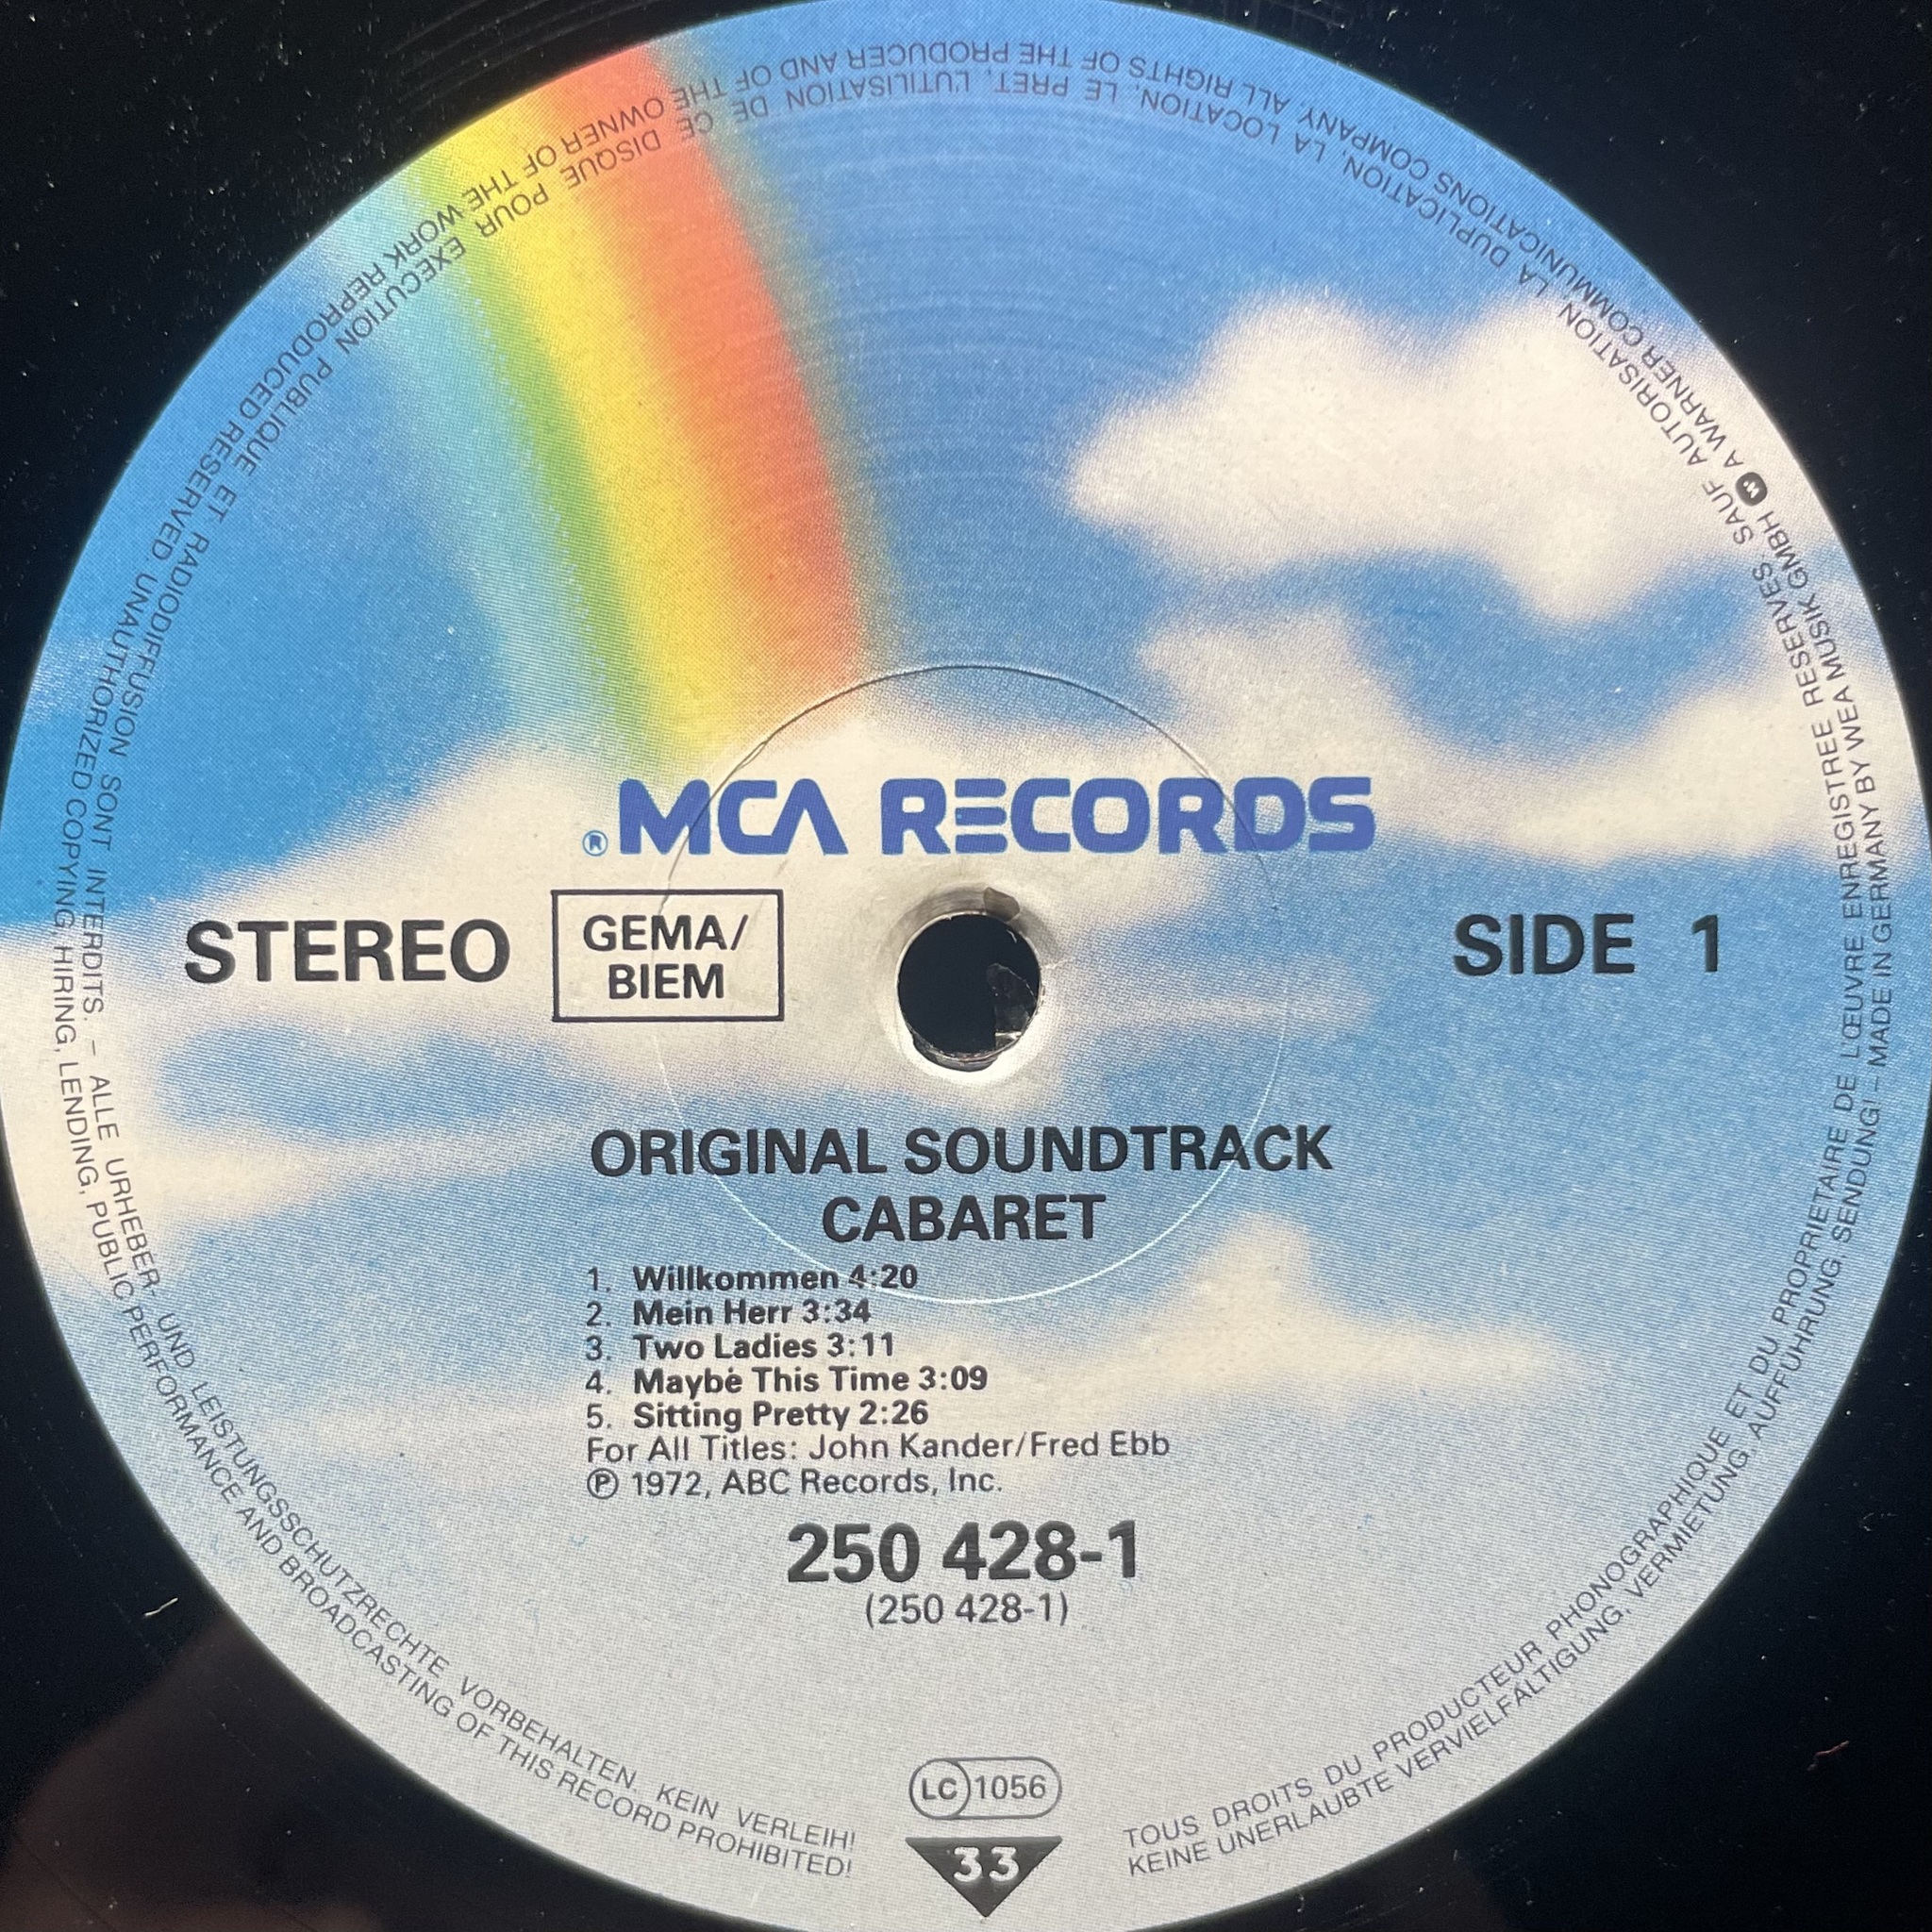 ® MCA RECORDS
STEREO
GEMA/
BIEM
SIDE 1
ORIGINAL SOUNDTRACK
CABARET
1. Willkommen 4:20
2. Mein Herr 3:34
3. Two Ladies 3:11
4. Maybe This Time 3:09
5. Sitting Pretty 2:26
For All Titles: John Kander/Fred Ebb
Ⓟ 1972, ABC Records, Inc.
250 428-1
(250 428-1)
LC 1056
33
TOUS DROITS DU PRODUCTEUR PHONOGRAPHIQUE ET DU PROPRIETAIRE DE L'ŒUVRE ENREGISTREE RESERVES. SAUF AUTORISATION, LA DUPLICATION, LA LOCATION, LE PRET, L'UTILISATION DE CE DISQUE POUR EXECUTION PUBLIQUE ET RADIODIFFUSION SONT INTERDITS. – ALLE URHEBER- UND LEISTUNGSSCHUTZRECHTE VORBEHALTEN. KEIN VERLEIH!
KEINE UNERLAUBTE VERVIELFÄLTIGUNG, VERMIETUNG, AUFFÜHRUNG, SENDUNG! – MADE IN GERMANY BY WEA MUSIK GMBH W A WARNER COMMUNICATIONS COMPANY. ALL RIGHTS OF THE PRODUCER AND OF THE OWNER OF THE WORK REPRODUCED RESERVED. UNAUTHORIZED COPYING, HIRING, LENDING, PUBLIC PERFORMANCE AND BROADCASTING OF THIS RECORD PROHIBITED!